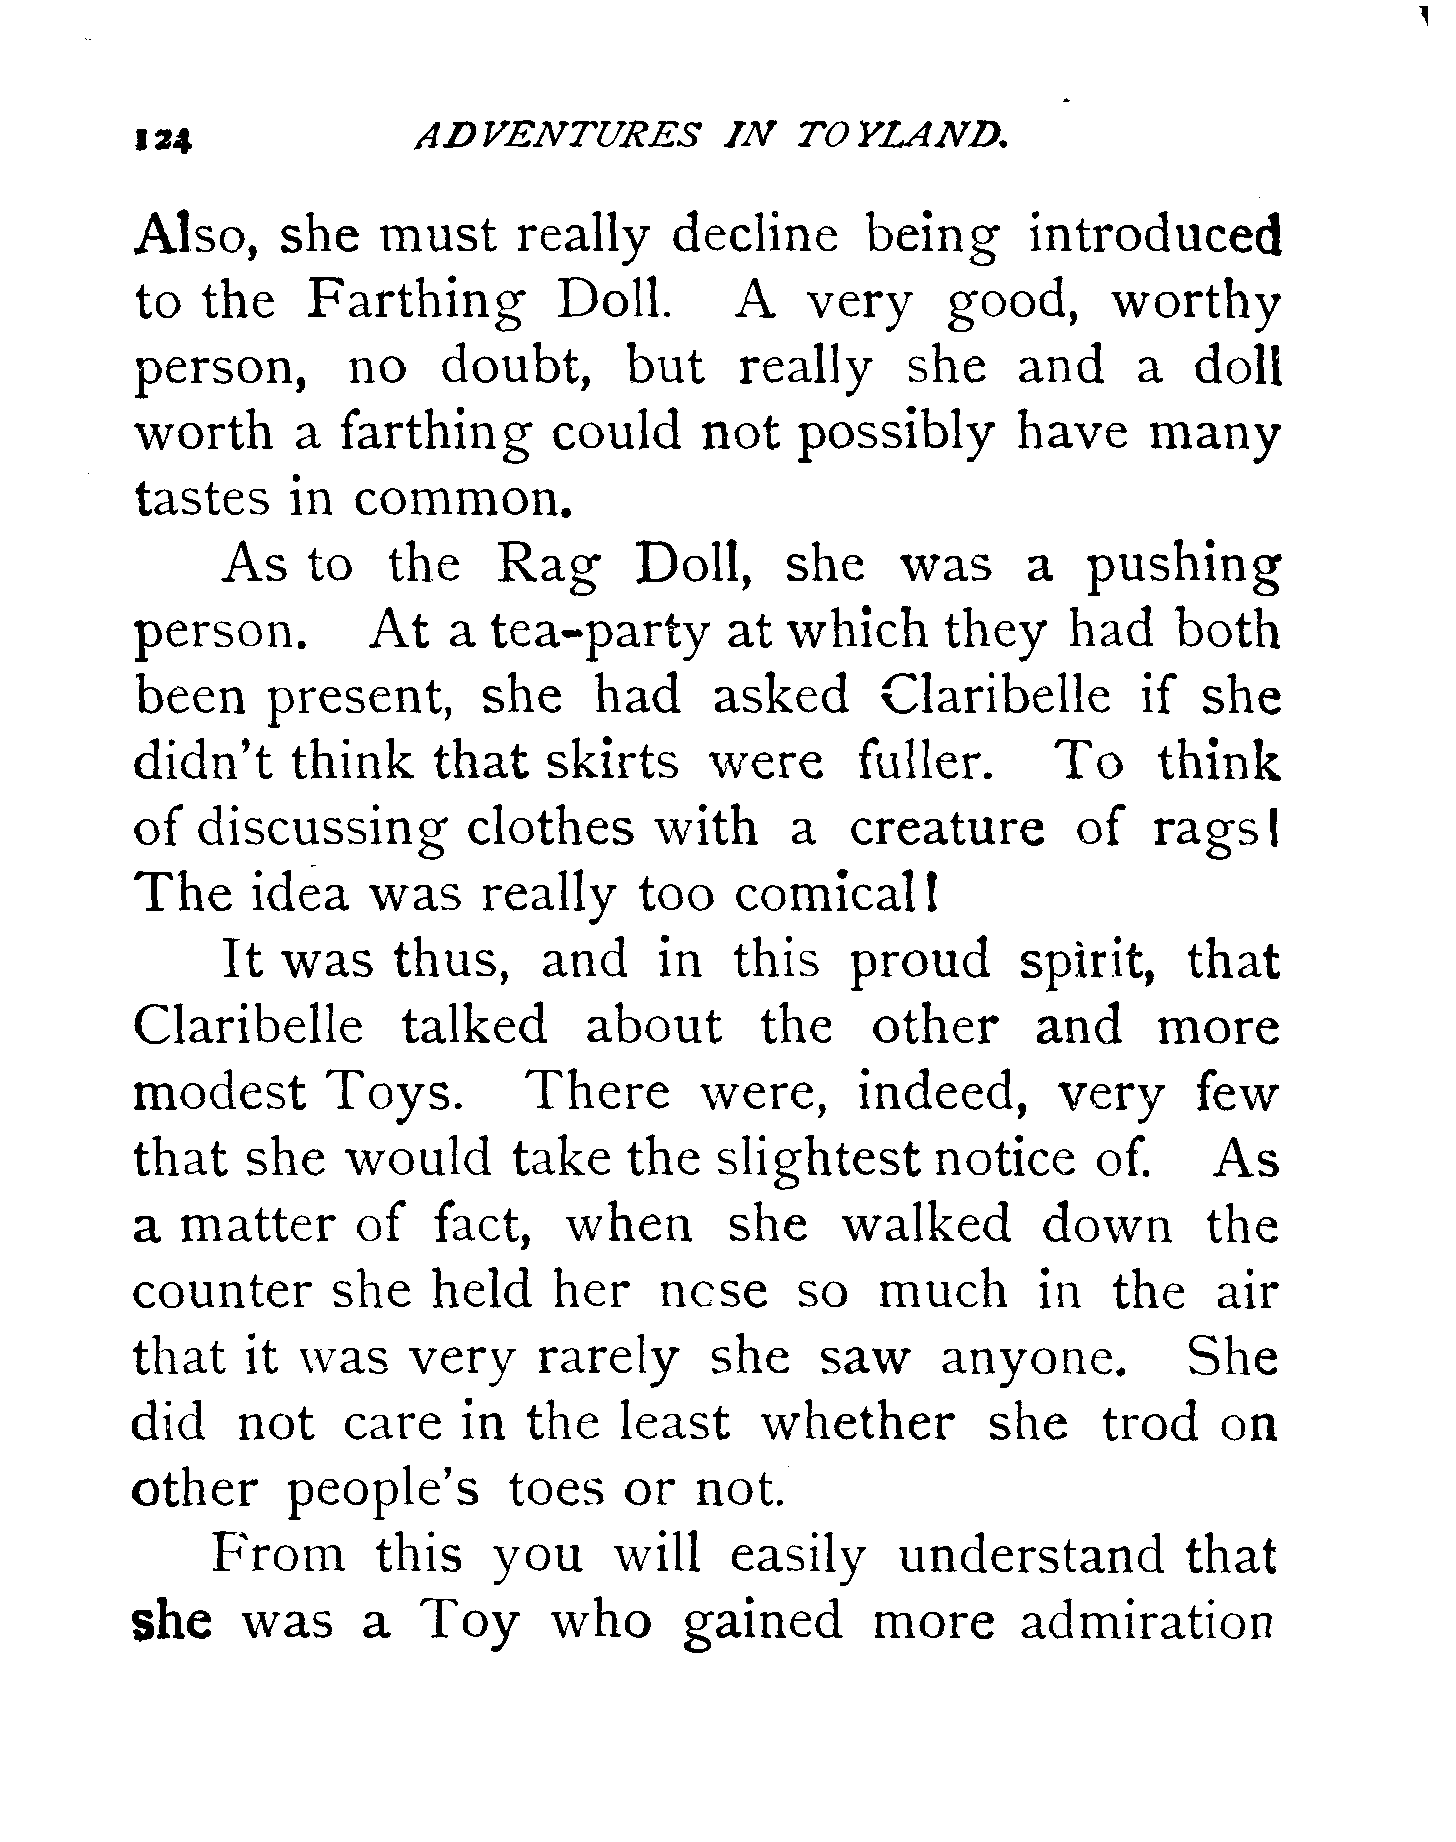 124 ADVENTURES IN TOYLAND.
Also, she must really decline being introduced
to the Farthing Doll. A very good, worthy
person, no doubt, but really she and a doll
worth a farthing could not possibly have many
tastes in common.
As to the Rag Doll, she was a pushing
person. At a tea-party at which they had both
been present, she had asked Claribelle if she
didn't think that skirts were fuller. To think
of discussing clothes with a creature of rags!
The idea was really too comical!
It was thus, and in this proud spirit, that
Claribelle talked about the other and more
modest Toys. There were, indeed, very few
that she would take the slightest notice of. As
a matter of fact, when she walked down the
counter she held her nose so much in the air
that it was very rarely she saw anyone. She
did not care in the least whether she trod on
other people's toes or not.
From this you will easily understand that
she was a Toy who gained more admiration